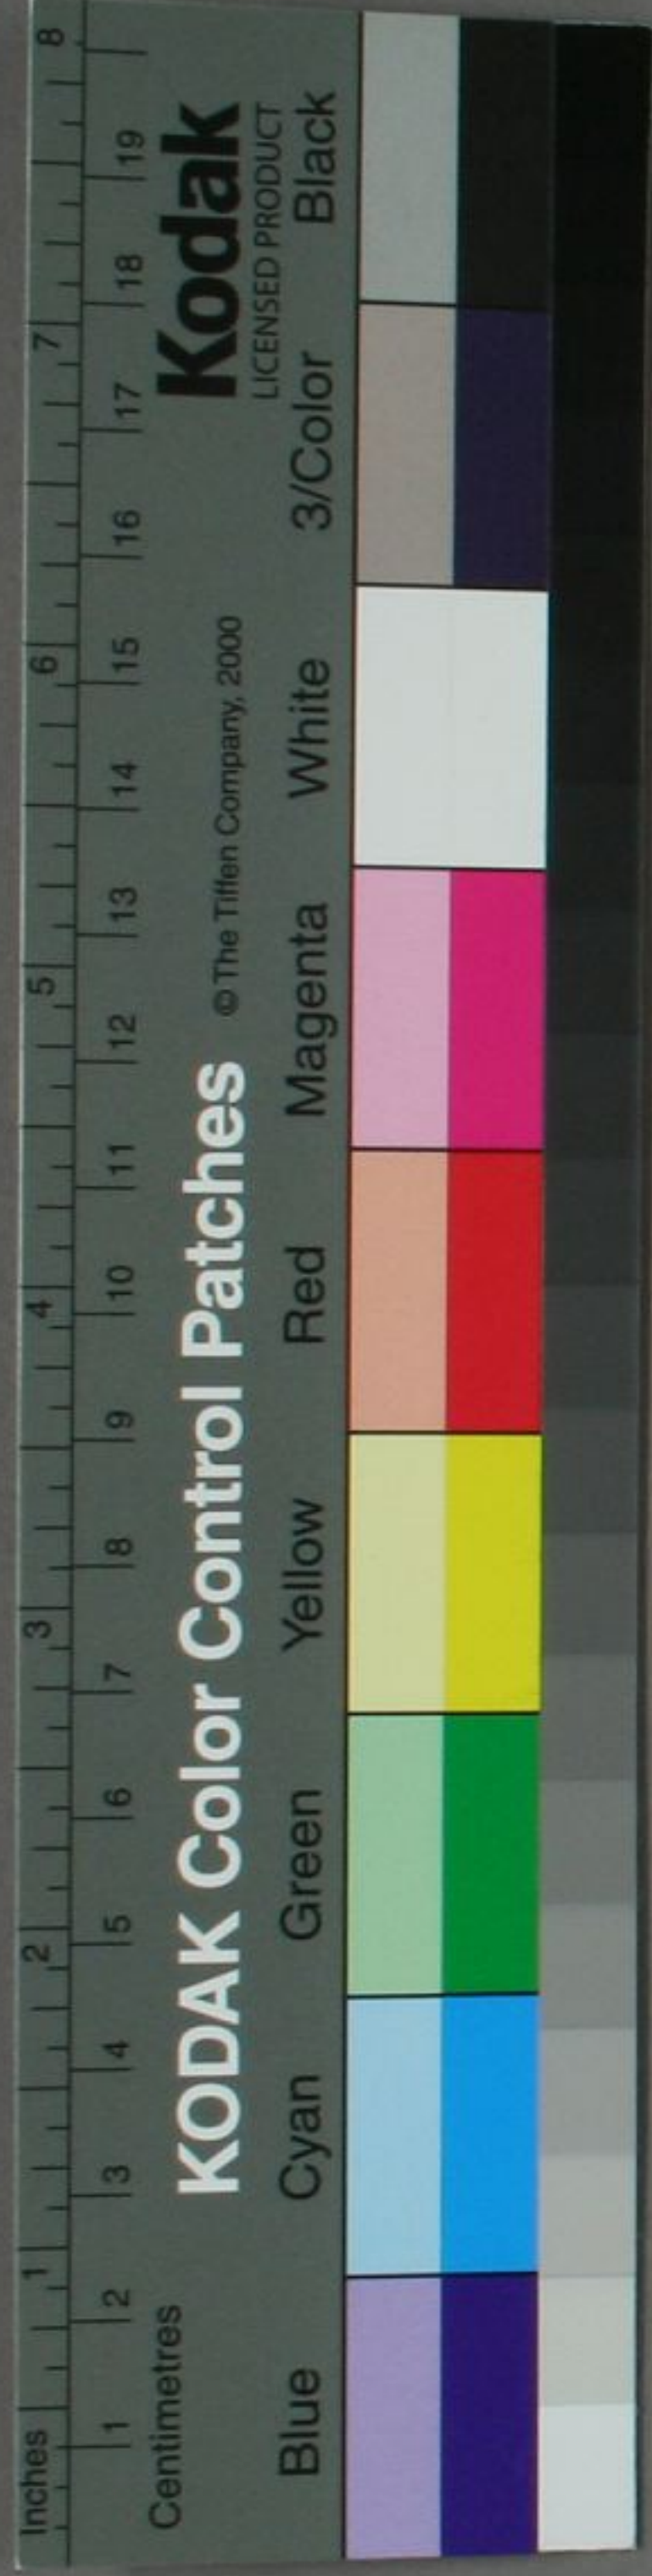 Inches 1 2 3 4 5 6 7 8
1 2 3 4 5 6 7 8 9 10 11 12 13 14 15 16 17 18 19
Centimetres
KODAK Color Control Patches © The Tiffen Company, 2000 Kodak
LICENSED PRODUCT
Blue Cyan Green Yellow Red Magenta White 3/Color Black